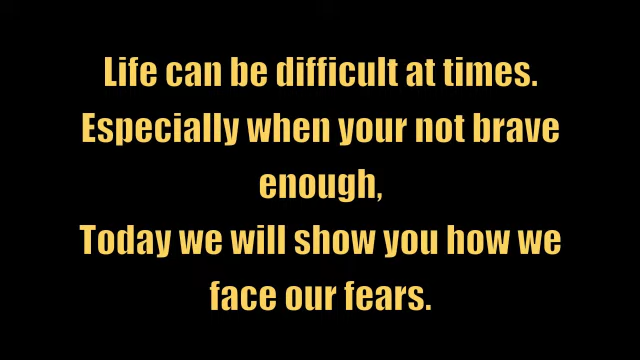 Life can be difficult at times.
Especially when your not brave
enough,
Today we will show you how we
face our fears.